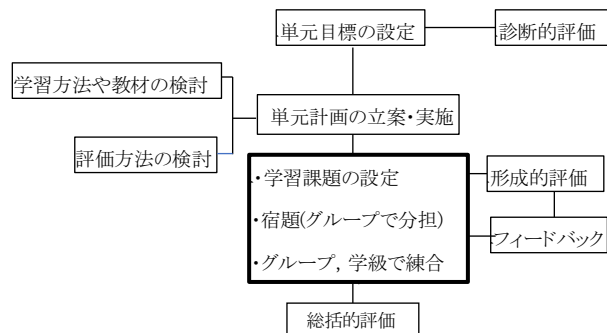 単元目標の設定
診断的評価
学習方法や教材の検討
単元計画の立案・実施
評価方法の検討
・学習課題の設定
形成的評価
・宿題(グループで分担)
フィードバック
・グループ, 学級で練合
総括的評価